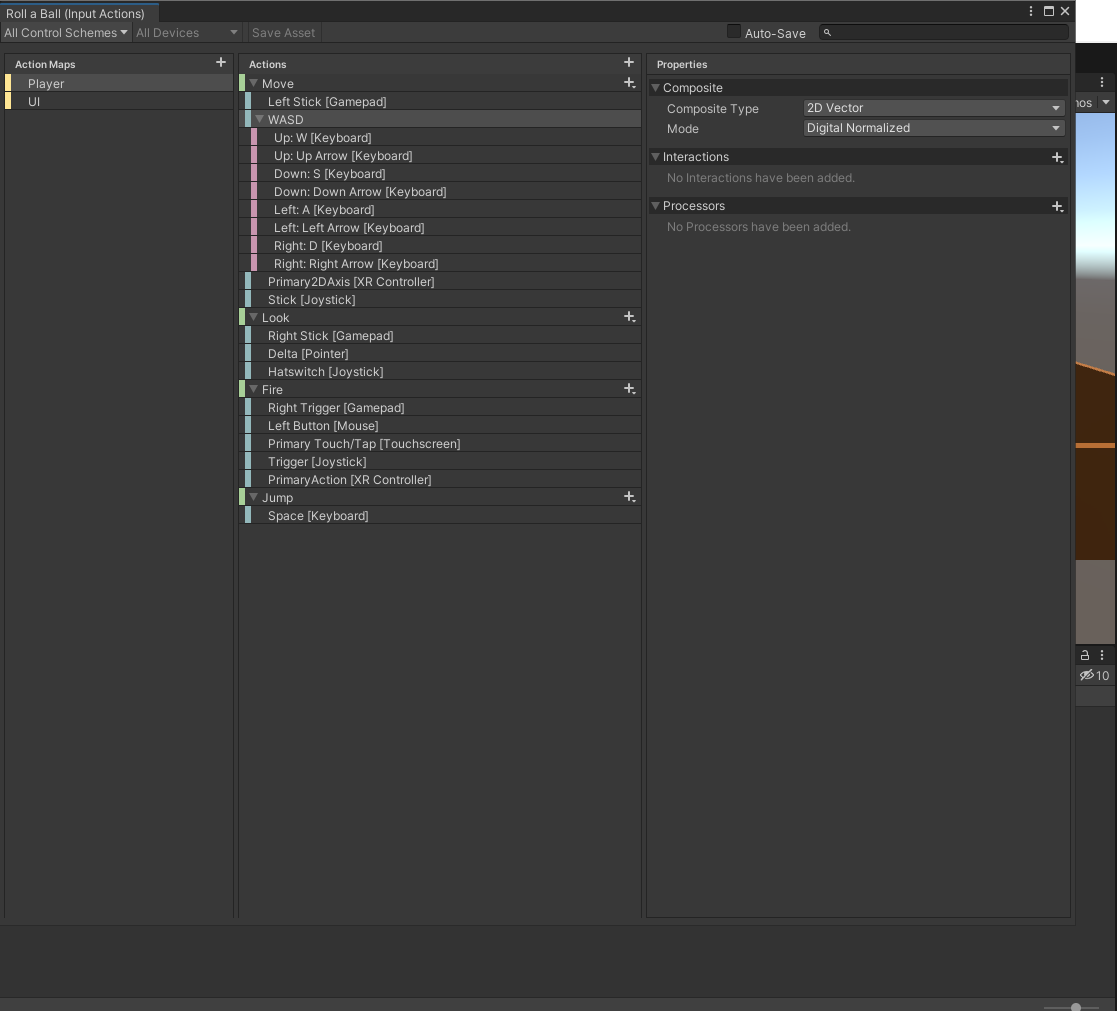 Roll a Ball (Input Actions)
All Control Schemes
All Devices
Save Asset
Auto-Save
Action Maps
Player
UI
Actions
Move
Left Stick [Gamepad]
WASD
Up: W [Keyboard]
Up: Up Arrow [Keyboard]
Down: S [Keyboard]
Down: Down Arrow [Keyboard]
Left: A [Keyboard]
Left: Left Arrow [Keyboard]
Right: D [Keyboard]
Right: Right Arrow [Keyboard]
Primary2DAxis [XR Controller]
Stick [Joystick]
Look
Right Stick [Gamepad]
Delta [Pointer]
Hatswitch [Joystick]
Fire
Right Trigger [Gamepad]
Left Button [Mouse]
Primary Touch/Tap [Touchscreen]
Trigger [Joystick]
PrimaryAction [XR Controller]
Jump
Space [Keyboard]
Properties
Composite
Composite Type 2D Vector
Mode Digital Normalized
Interactions
No Interactions have been added.
Processors
No Processors have been added.
nos
10